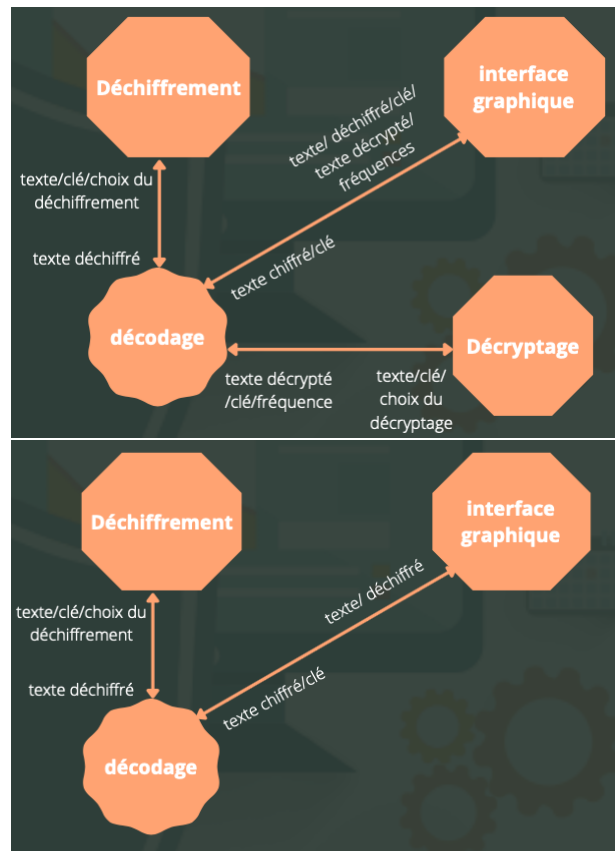 Déchiffrement
interface
graphique
texte/ déchiffré/clé/
texte décrypté/
fréquences
texte/clé/choix du
déchiffrement
texte déchiffré
texte chiffré/clé
décodage
Décryptage
texte décrypté
/clé/fréquence
texte/clé/
choix du
décryptage
Déchiffrement
interface
graphique
texte/ déchiffré
texte/clé/choix du
déchiffrement
texte déchiffré
texte chiffré/clé
décodage